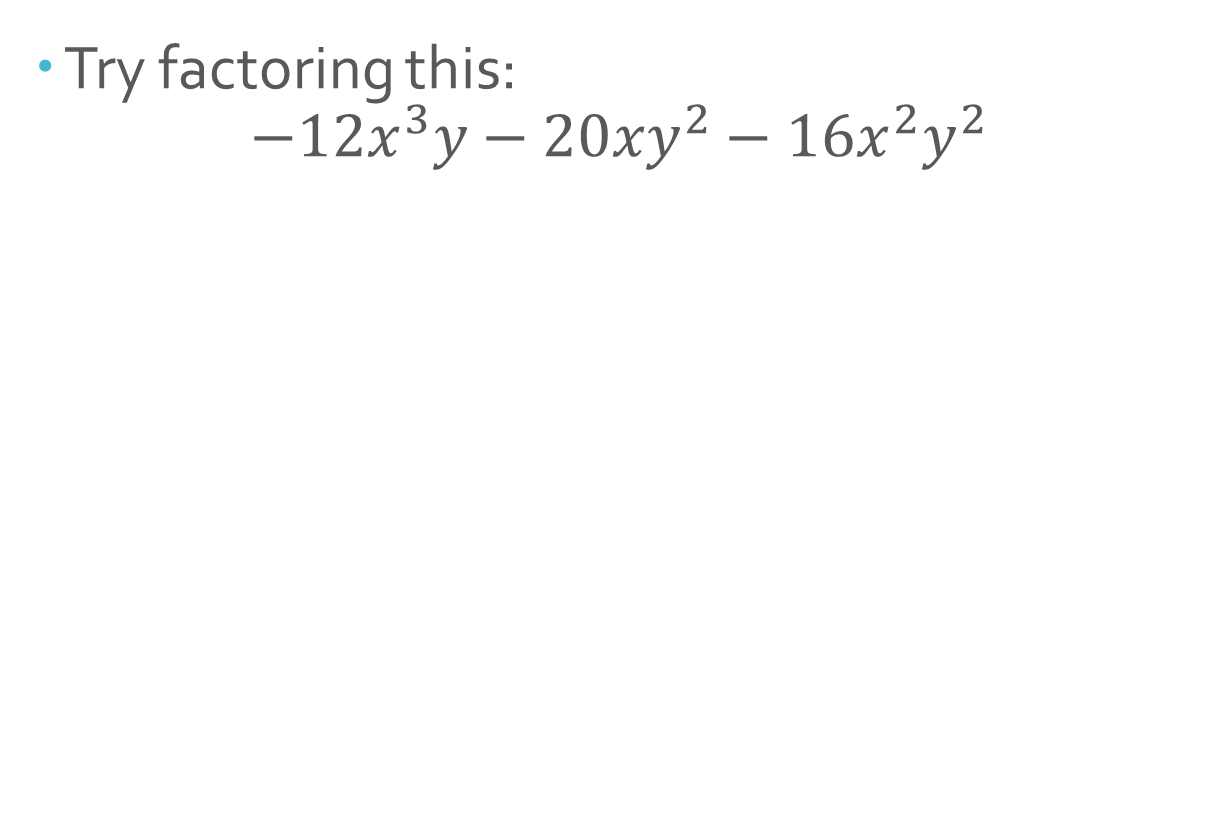 • Try factoring this:
−12x³y − 20xy² − 16x²y²